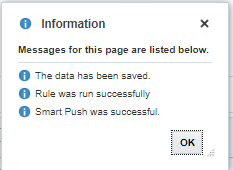 Information
Messages for this page are listed below.
The data has been saved.
Rule was run successfully
Smart Push was successful.
OK